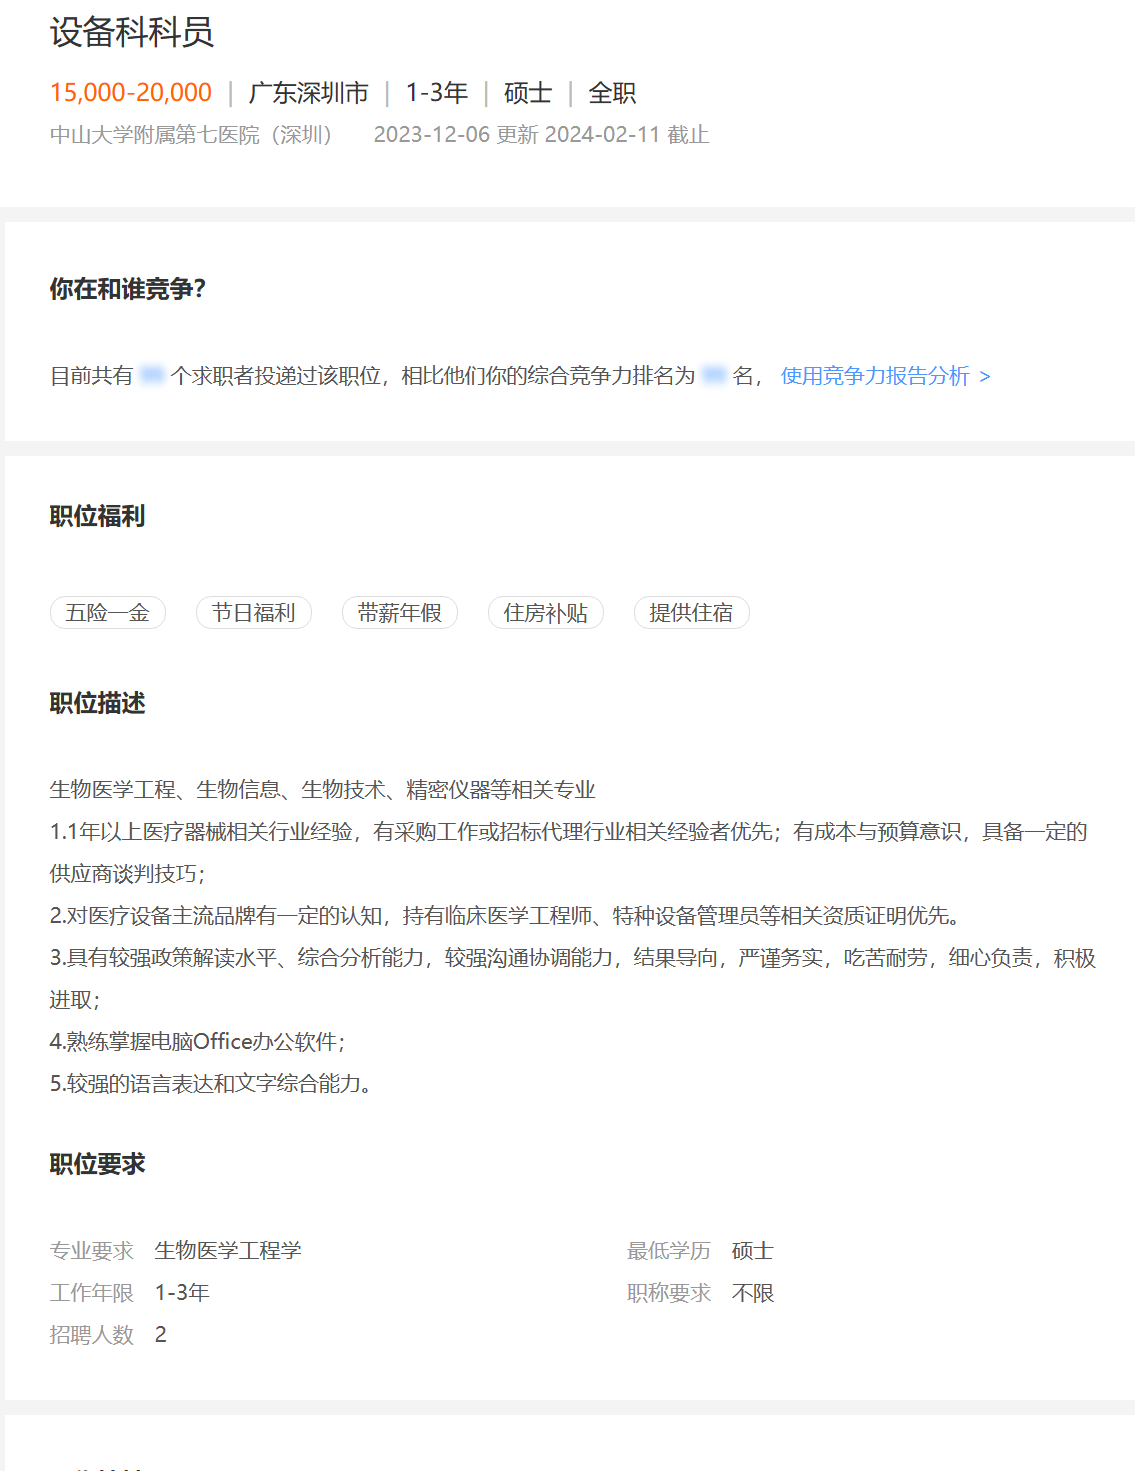 设备科科员
15,000-20,000 | 广东深圳市 | 1-3年 | 硕士 | 全职
中山大学附属第七医院（深圳） 2023-12-06 更新 2024-02-11 截止
你在和谁竞争?
目前共有 个求职者投递过该职位，相比他们你的综合竞争力排名为 名， 使用竞争力报告分析 >
职位福利
五险一金 节日福利 带薪年假 住房补贴 提供住宿
职位描述
生物医学工程、生物信息、生物技术、精密仪器等相关专业
1.1年以上医疗器械相关行业经验，有采购工作或招标代理行业相关经验者优先；有成本与预算意识，具备一定的
供应商谈判技巧；
2.对医疗设备主流品牌有一定的认知，持有临床医学工程师、特种设备管理员等相关资质证明优先。
3.具有较强政策解读水平、综合分析能力，较强沟通协调能力，结果导向，严谨务实，吃苦耐劳，细心负责，积极
进取；
4.熟练掌握电脑Office办公软件；
5.较强的语言表达和文字综合能力。
职位要求
专业要求 生物医学工程学 最低学历 硕士
工作年限 1-3年 职称要求 不限
招聘人数 2